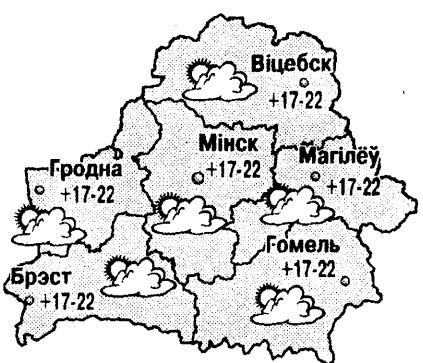 Віцебск
+17-22
Мінск
+17-22
Магілёў
+17-22
Гродна
+17-22
Гомель
+17-22
Брэст
+17-22